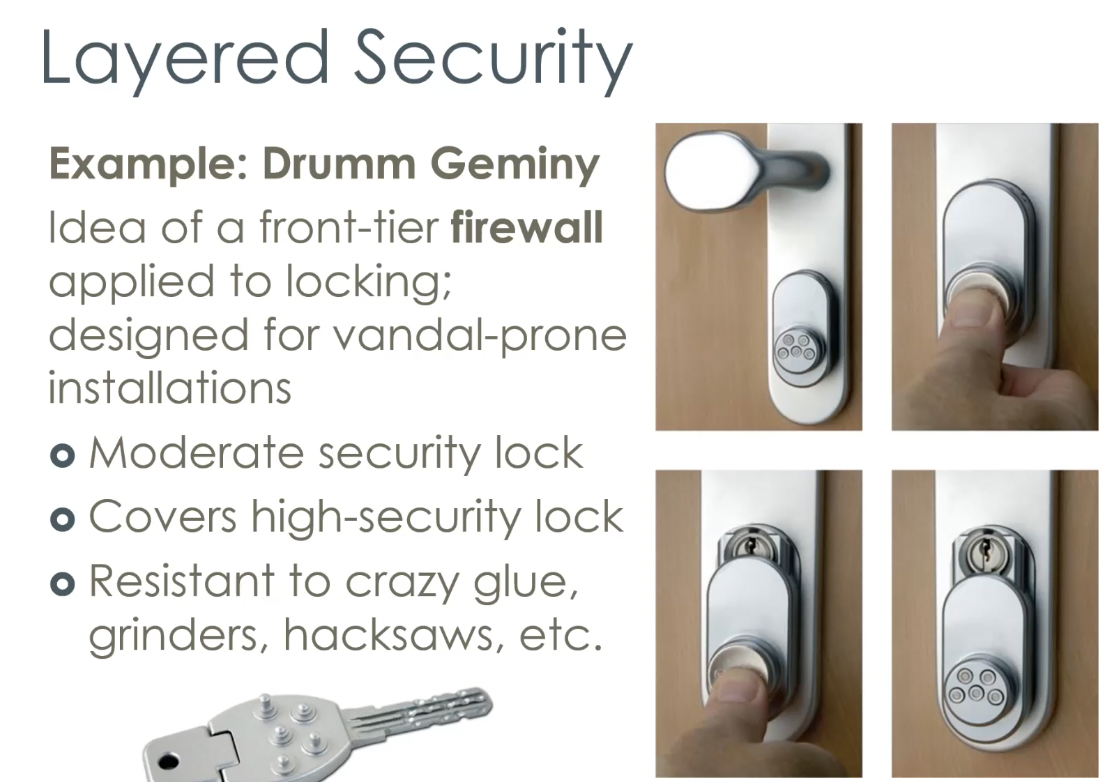 Layered Security
Example: Drumm Geminy
Idea of a front-tier firewall
applied to locking;
designed for vandal-prone
installations
Moderate security lock
Covers high-security lock
Resistant to crazy glue,
grinders, hacksaws, etc.